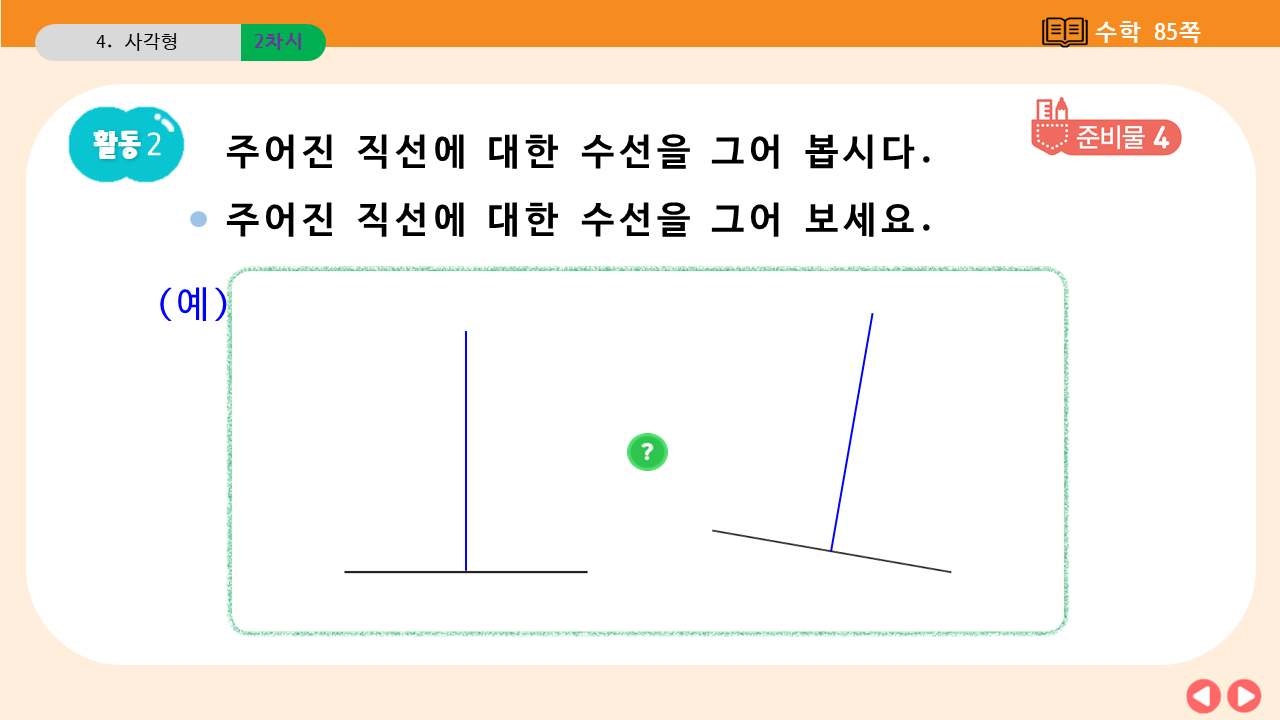 4. 사각형
2차시
수학 85쪽
활동 2
주어진 직선에 대한 수선을 그어 봅시다.
준비물 4
주어진 직선에 대한 수선을 그어 보세요.
(예)
?